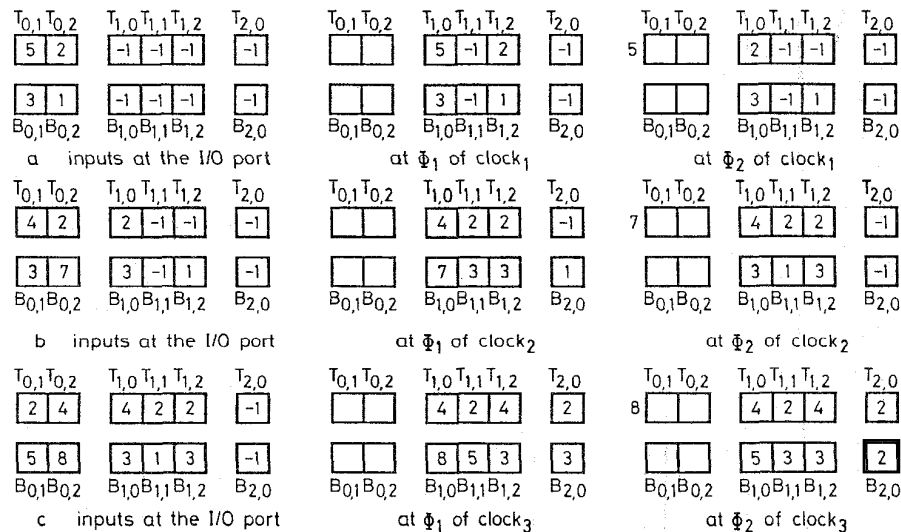 T0,1 T0,2 T1,0 T1,1 T1,2 T2,0 T0,1 T0,2 T1,0 T1,1 T1,2 T2,0 T0,1 T0,2 T1,0 T1,1 T1,2 T2,0
5 2 -1 -1 -1 -1 5 -1 2 -1 5 2 -1 -1 -1
3 1 -1 -1 -1 -1 3 -1 1 -1 3 -1 1 -1
B0,1 B0,2 B1,0 B1,1 B1,2 B2,0 B0,1 B0,2 B1,0 B1,1 B1,2 B2,0 B0,1 B0,2 B1,0 B1,1 B1,2 B2,0
a inputs at the I/O port at Φ1 of clock1 at Φ2 of clock1
T0,1 T0,2 T1,0 T1,1 T1,2 T2,0 T0,1 T0,2 T1,0 T1,1 T1,2 T2,0 T0,1 T0,2 T1,0 T1,1 T1,2 T2,0
4 2 2 -1 -1 -1 4 2 2 -1 7 4 2 2 -1
3 7 3 -1 1 -1 7 3 3 1 3 1 3 -1
B0,1 B0,2 B1,0 B1,1 B1,2 B2,0 B0,1 B0,2 B1,0 B1,1 B1,2 B2,0 B0,1 B0,2 B1,0 B1,1 B1,2 B2,0
b inputs at the I/O port at Φ1 of clock2 at Φ2 of clock2
T0,1 T0,2 T1,0 T1,1 T1,2 T2,0 T0,1 T0,2 T1,0 T1,1 T1,2 T2,0 T0,1 T0,2 T1,0 T1,1 T1,2 T2,0
2 4 4 2 2 -1 4 2 4 2 8 4 2 4 2
5 8 3 1 3 -1 8 5 3 3 5 3 3 2
B0,1 B0,2 B1,0 B1,1 B1,2 B2,0 B0,1 B0,2 B1,0 B1,1 B1,2 B2,0 B0,1 B0,2 B1,0 B1,1 B1,2 B2,0
c inputs at the I/O port at Φ1 of clock3 at Φ2 of clock3